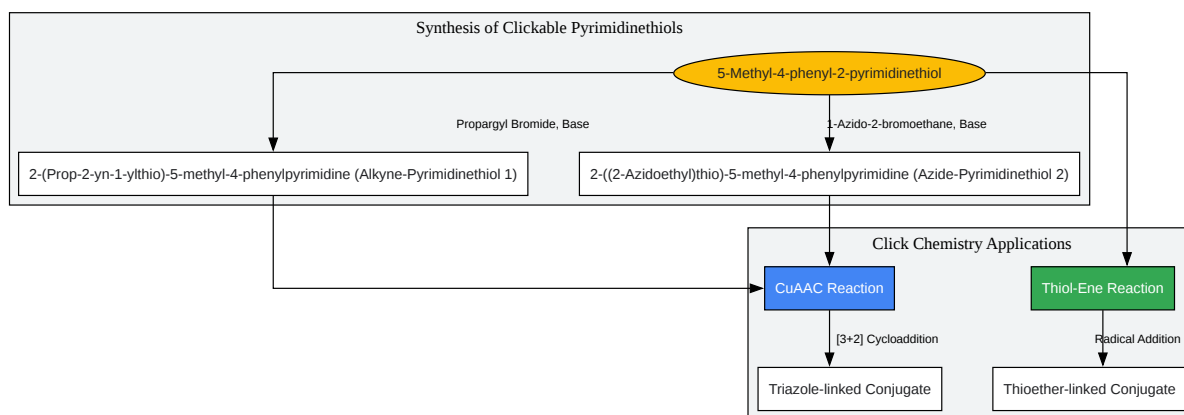 Synthesis of Clickable Pyrimidinethiols
5-Methyl-4-phenyl-2-pyrimidinethiol
Propargyl Bromide, Base
1-Azido-2-bromoethane, Base
2-(Prop-2-yn-1-ylthio)-5-methyl-4-phenylpyrimidine (Alkyne-Pyrimidinethiol 1)
2-((2-Azidoethyl)thio)-5-methyl-4-phenylpyrimidine (Azide-Pyrimidinethiol 2)
Click Chemistry Applications
CuAAC Reaction
Thiol-Ene Reaction
[3+2] Cycloaddition
Radical Addition
Triazole-linked Conjugate
Thioether-linked Conjugate